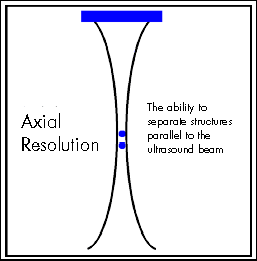 Axial
Resolution
The ability to
separate structures
parallel to the
ultrasound beam